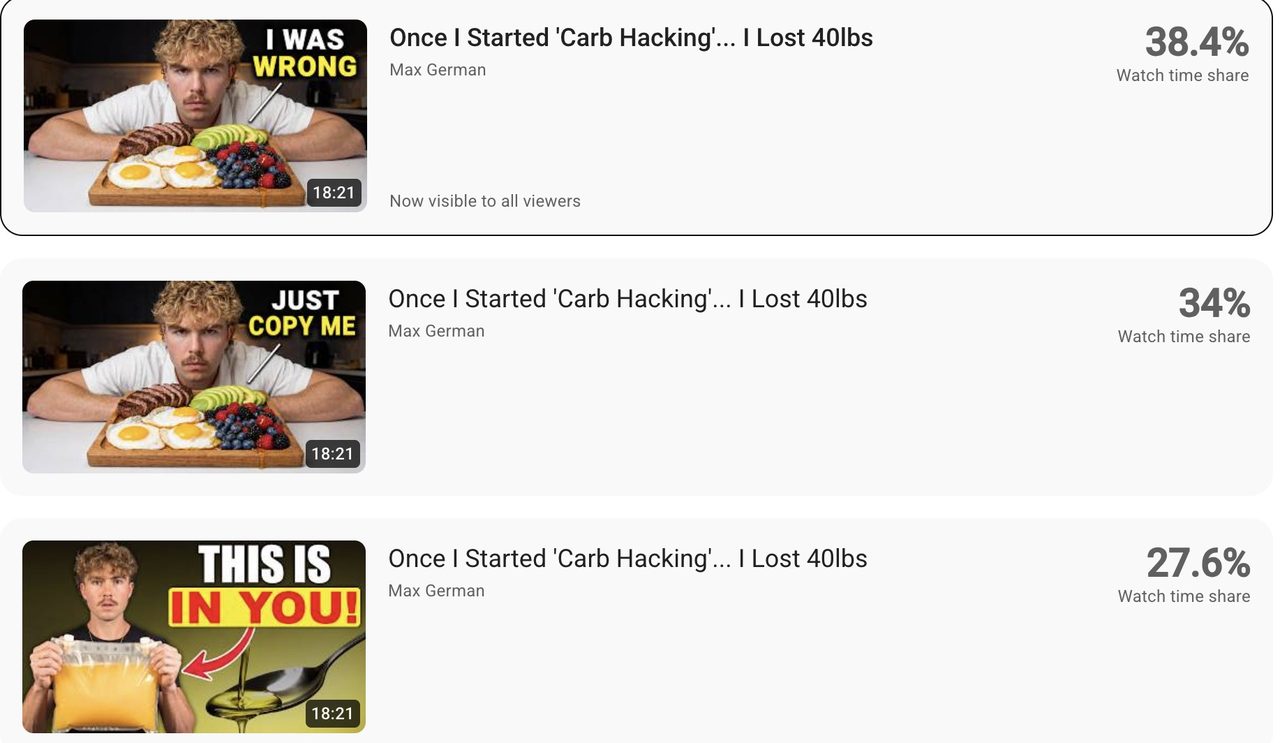 I WAS
WRONG
18:21
Once I Started 'Carb Hacking'... I Lost 40lbs
Max German
Now visible to all viewers
38.4%
Watch time share
JUST
COPY ME
18:21
Once I Started 'Carb Hacking'... I Lost 40lbs
Max German
34%
Watch time share
THIS IS
IN YOU!
18:21
Once I Started 'Carb Hacking'... I Lost 40lbs
Max German
27.6%
Watch time share